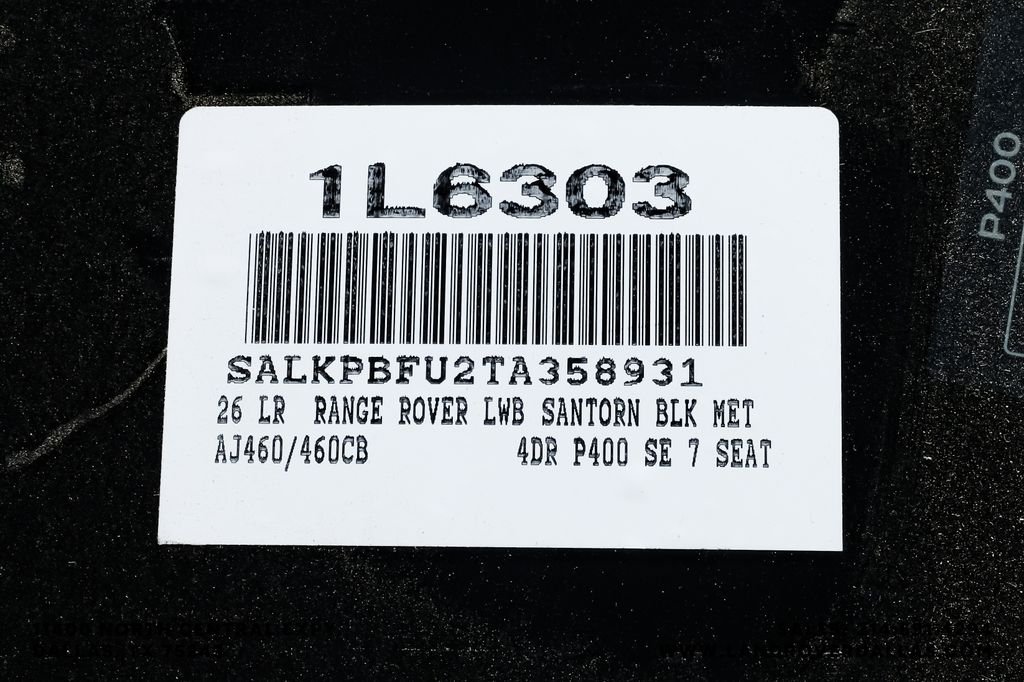 1L6303
SALKPBFU2TA358931
26 LR RANGE ROVER LWB SANTORN BLK MET
AJ460/460CB 4DR P400 SE 7 SEAT
P400